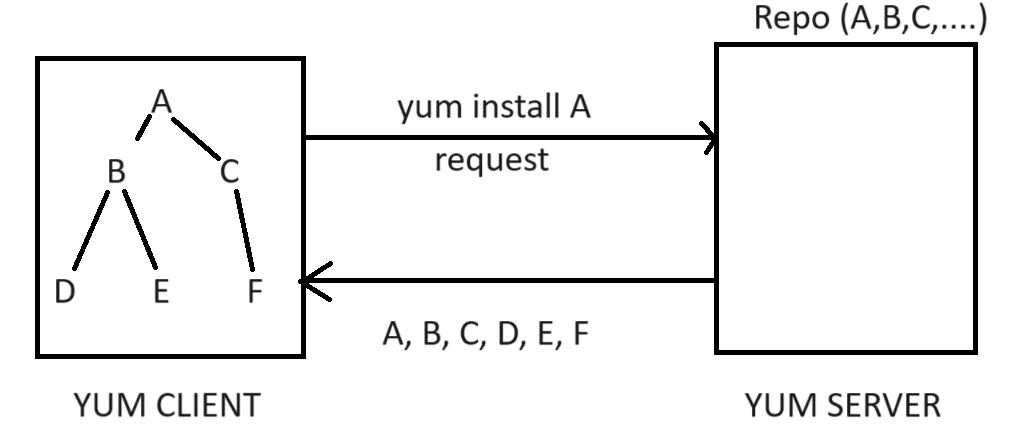 Repo (A,B,C,....)
A
B
C
D
E
F
yum install A
request
A, B, C, D, E, F
YUM CLIENT
YUM SERVER